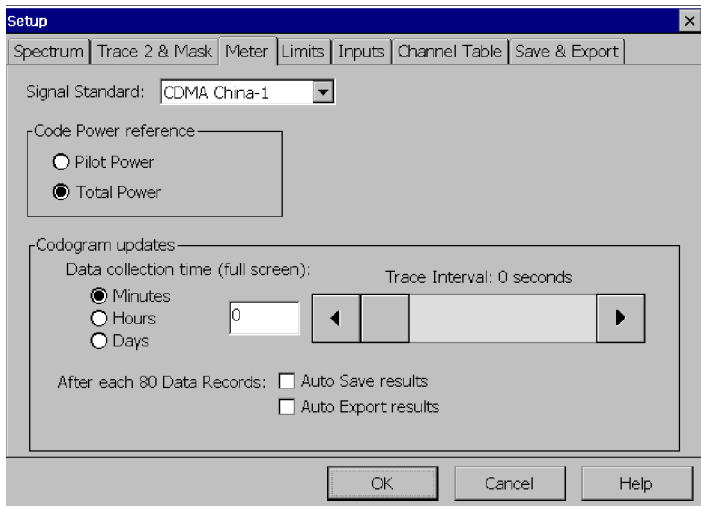 Setup
Spectrum Trace 2 & Mask Meter Limits Inputs Channel Table Save & Export
Signal Standard: CDMA China-1
Code Power reference
Pilot Power
Total Power
Codogram updates
Data collection time (full screen):
Minutes
Hours
Days
0
Trace Interval: 0 seconds
After each 80 Data Records: Auto Save results
Auto Export results
OK Cancel Help